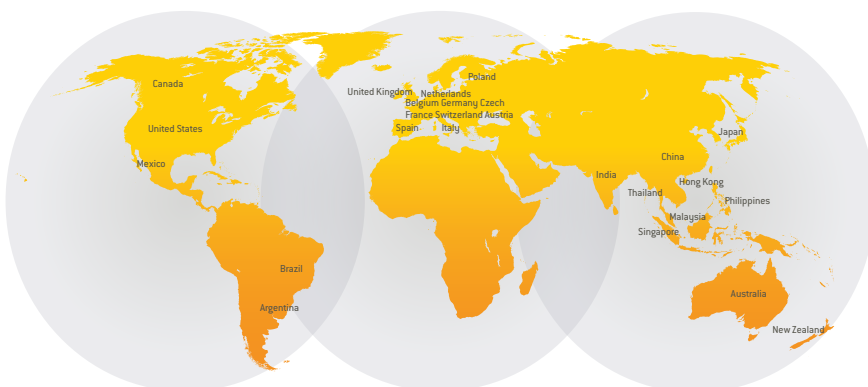 Canada
United States
Mexico
Brazil
Argentina
Poland
United Kingdom
Netherlands
Belgium Germany Czech
France Switzerland Austria
Spain
Italy
Japan
China
India
Hong Kong
Thailand
Philippines
Malaysia
Singapore
Australia
New Zealand